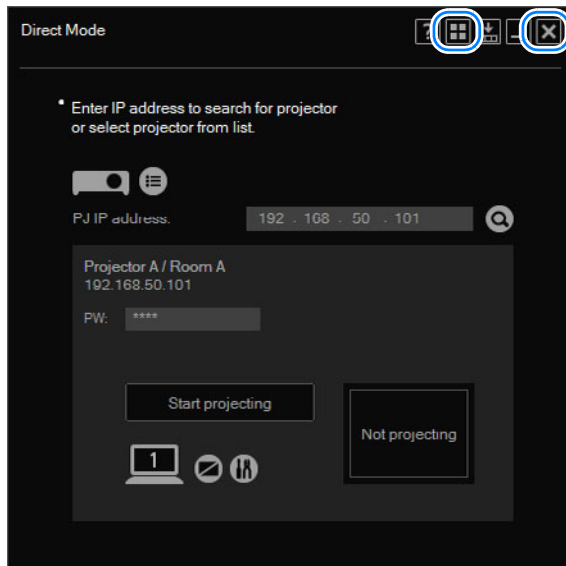 Direct Mode
?
Enter IP address to search for projector
or select projector from list.
PJ IP address:
192 . 168 . 50 . 101
Projector A / Room A
192.168.50.101
PW:
****
Start projecting
Not projecting
1